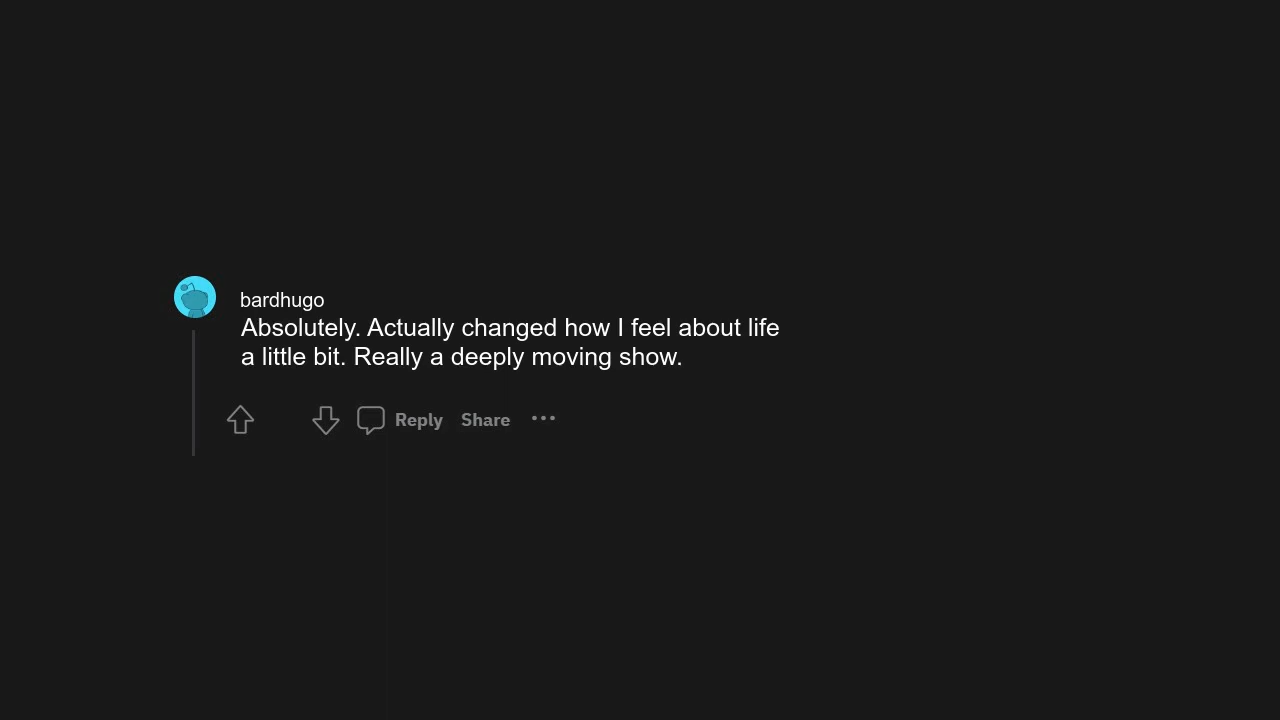 bardhugo
Absolutely. Actually changed how I feel about life
a little bit. Really a deeply moving show.
Reply Share